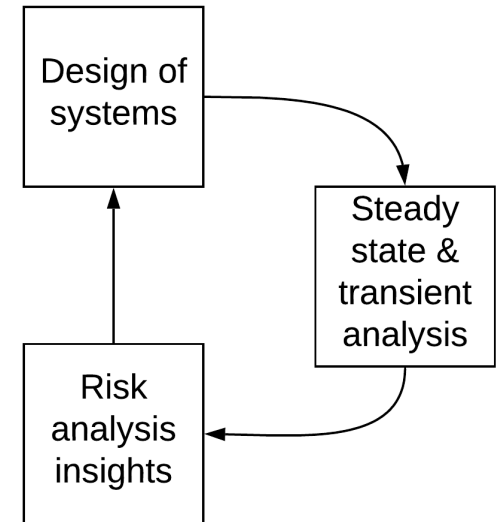 Design of
systems
Steady
state &
transient
analysis
Risk
analysis
insights